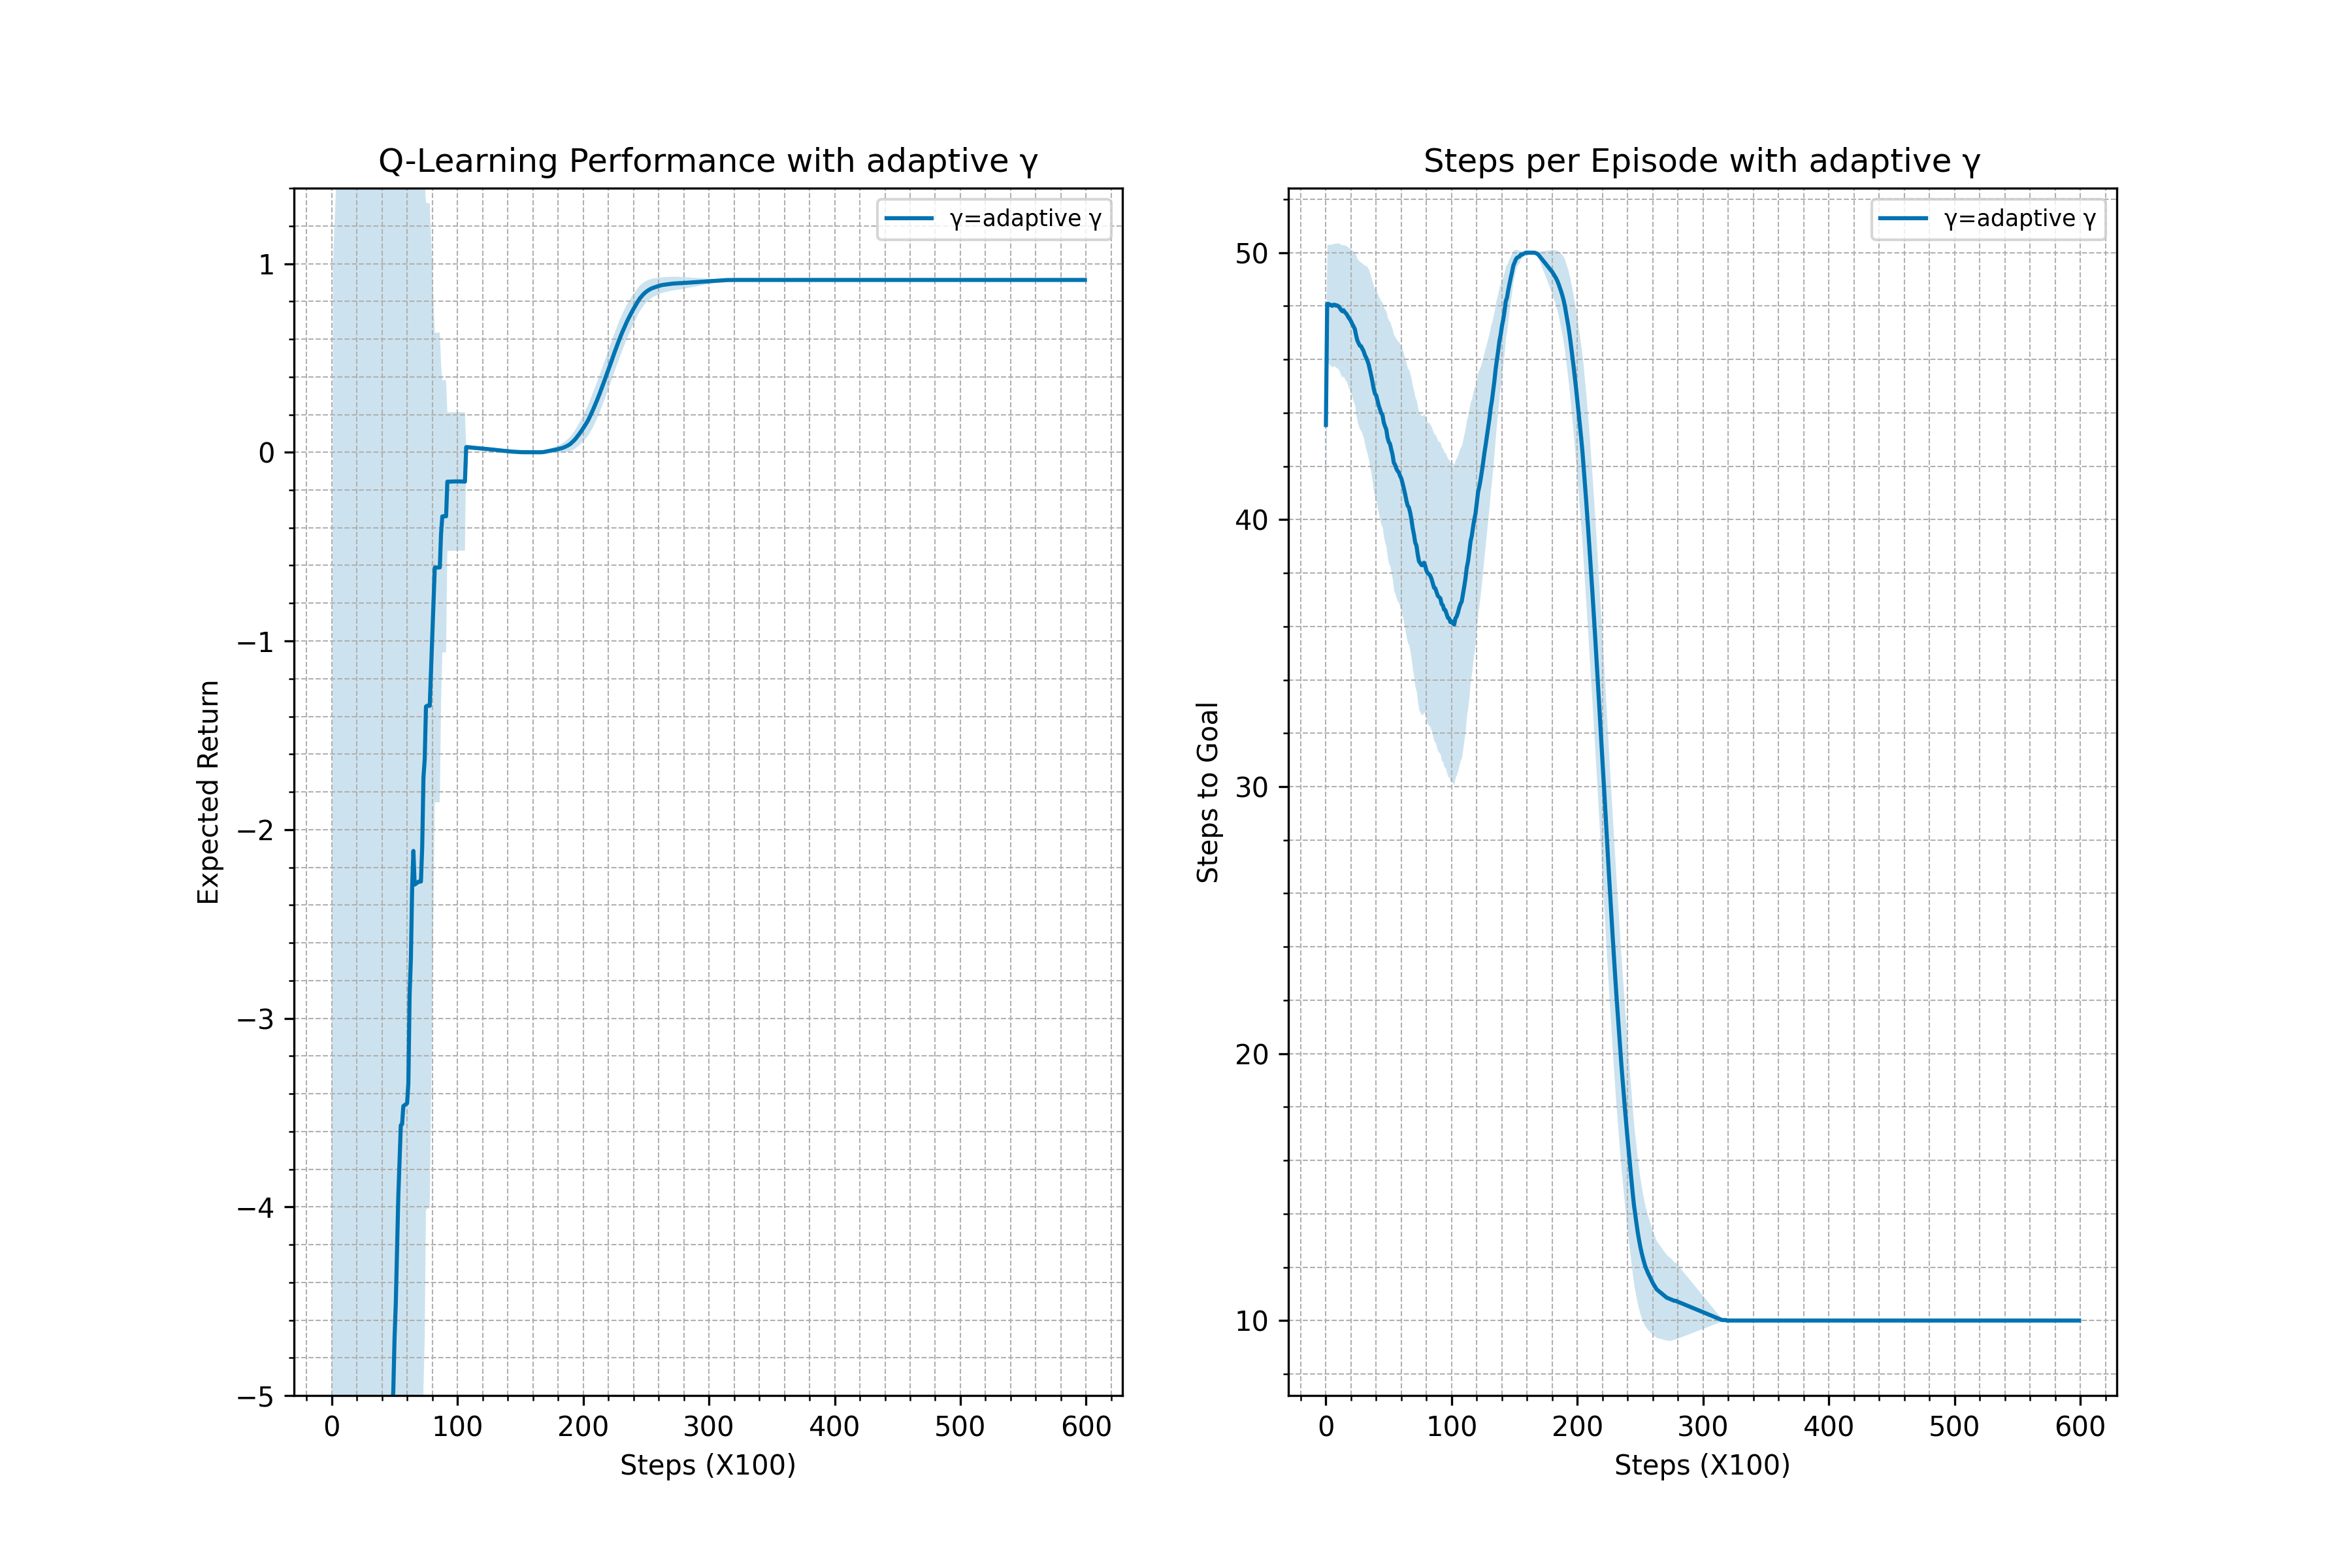 Q-Learning Performance with adaptive γ
γ=adaptive γ
1
0
−1
−2
−3
−4
−5
Expected Return
0 100 200 300 400 500 600
Steps (X100)
Steps per Episode with adaptive γ
γ=adaptive γ
50
40
30
20
10
Steps to Goal
0 100 200 300 400 500 600
Steps (X100)